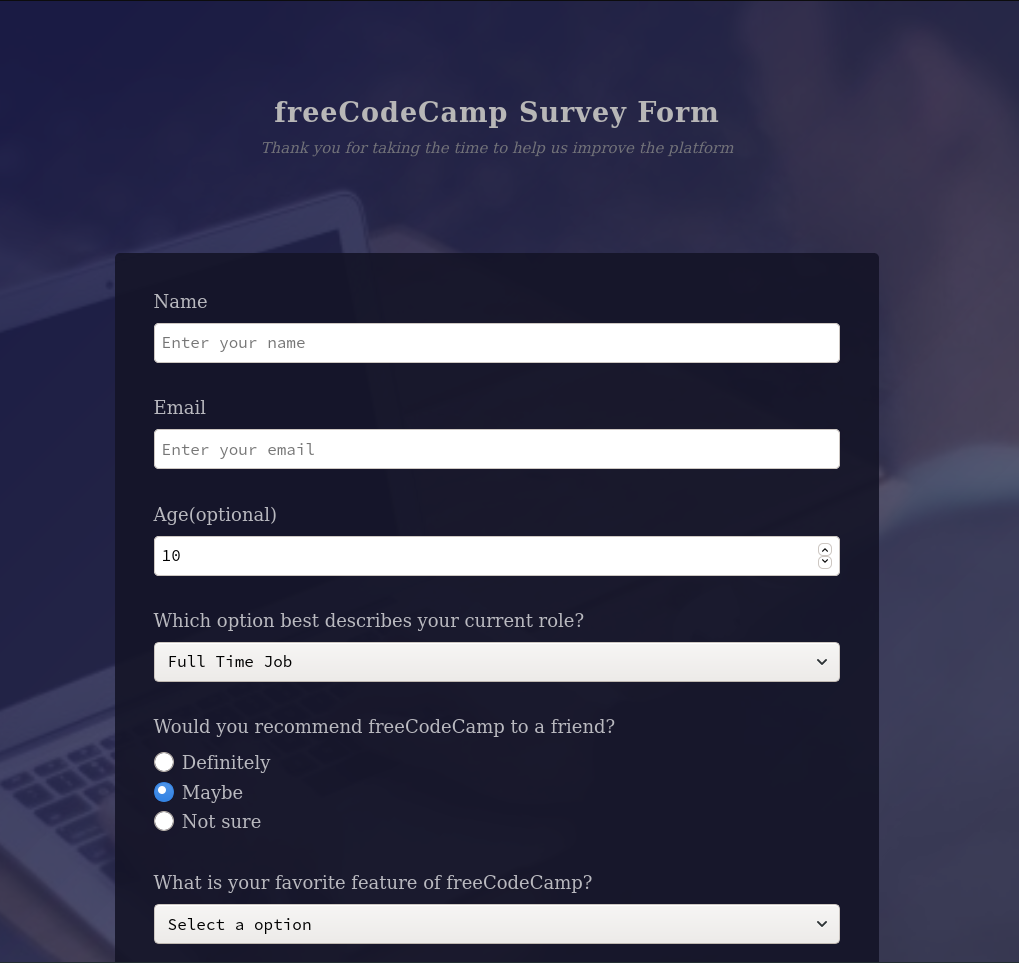 freeCodeCamp Survey Form
Thank you for taking the time to help us improve the platform
Name
Enter your name
Email
Enter your email
Age(optional)
10
Which option best describes your current role?
Full Time Job
Would you recommend freeCodeCamp to a friend?
Definitely
Maybe
Not sure
What is your favorite feature of freeCodeCamp?
Select a option